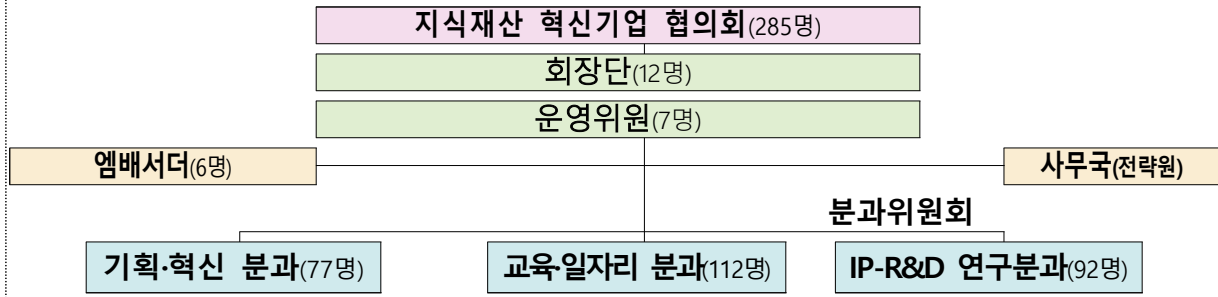 지식재산 혁신기업 협의회(285명)
회장단(12명)
운영위원(7명)
엠배서더(6명)
사무국(전략원)
분과위원회
기획·혁신 분과(77명)
교육·일자리 분과(112명)
IP-R&D 연구분과(92명)